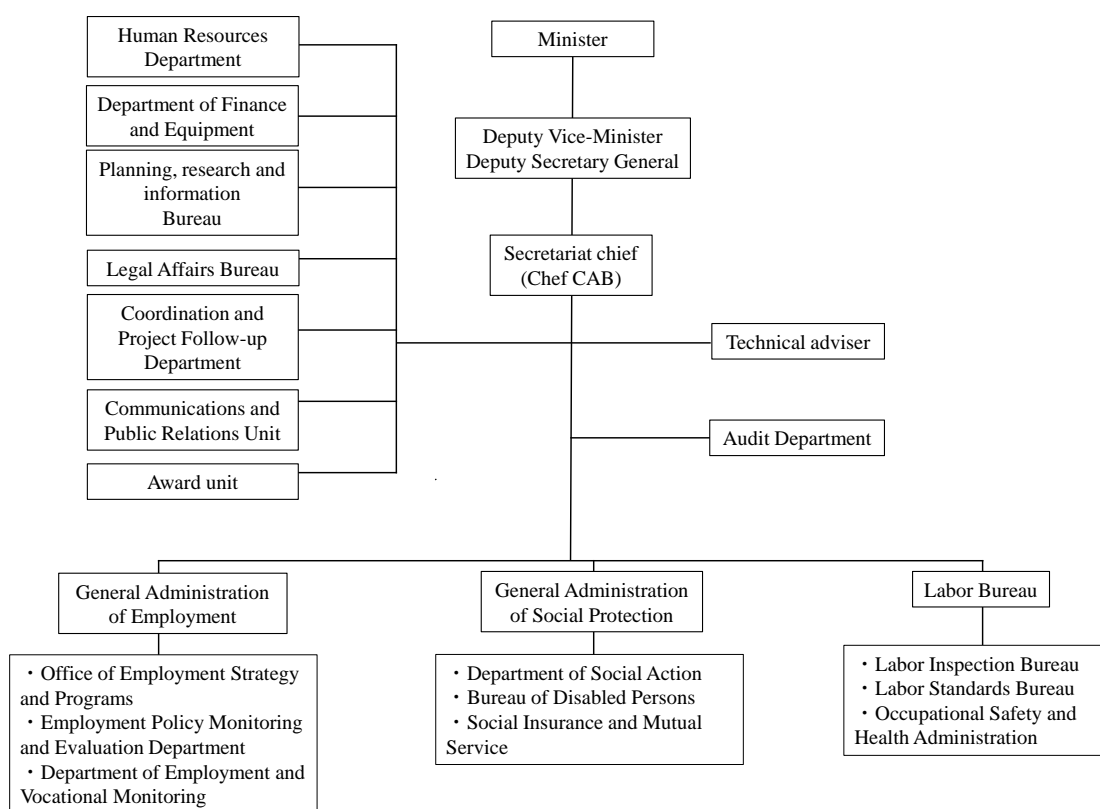 Human Resources
Department
Department of Finance
and Equipment
Planning, research and
information
Bureau
Legal Affairs Bureau
Coordination and
Project Follow-up
Department
Communications and
Public Relations Unit
Award unit
Minister
Deputy Vice-Minister
Deputy Secretary General
Secretariat chief
(Chef CAB)
Technical adviser
Audit Department
General Administration
of Employment
・Office of Employment Strategy
and Programs
・Employment Policy Monitoring
and Evaluation Department
・Department of Employment and
Vocational Monitoring
General Administration
of Social Protection
・Department of Social Action
・Bureau of Disabled Persons
・Social Insurance and Mutual
Service
Labor Bureau
・Labor Inspection Bureau
・Labor Standards Bureau
・Occupational Safety and
Health Administration